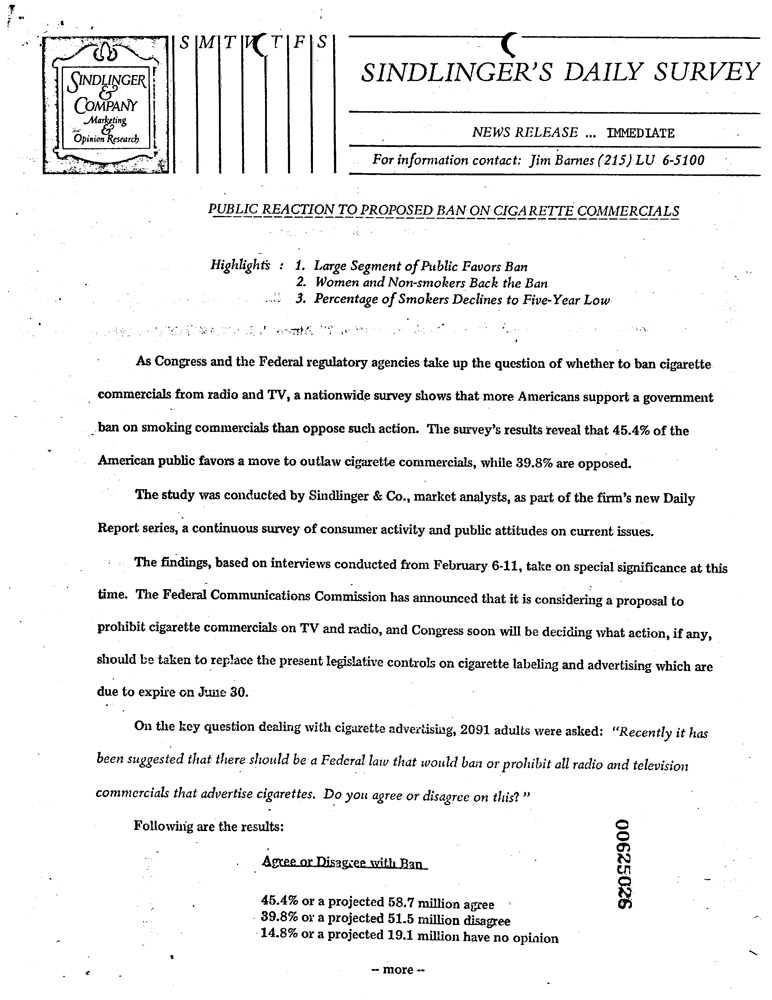 SINDLINGER
&
COMPANY
Marketing
&
Opinion Research
S M T W T F S
SINDLINGER'S DAILY SURVEY
NEWS RELEASE ... IMMEDIATE
For information contact: Jim Barnes (215) LU 6-5100
PUBLIC REACTION TO PROPOSED BAN ON CIGARETTE COMMERCIALS
Highlights : 1. Large Segment of Public Favors Ban
2. Women and Non-smokers Back the Ban
3. Percentage of Smokers Declines to Five-Year Low
As Congress and the Federal regulatory agencies take up the question of whether to ban cigarette
commercials from radio and TV, a nationwide survey shows that more Americans support a government
ban on smoking commercials than oppose such action. The survey's results reveal that 45.4% of the
American public favors a move to outlaw cigarette commercials, while 39.8% are opposed.
The study was conducted by Sindlinger & Co., market analysts, as part of the firm's new Daily
Report series, a continuous survey of consumer activity and public attitudes on current issues.
The findings, based on interviews conducted from February 6-11, take on special significance at this
time. The Federal Communications Commission has announced that it is considering a proposal to
prohibit cigarette commercials on TV and radio, and Congress soon will be deciding what action, if any,
should be taken to replace the present legislative controls on cigarette labeling and advertising which are
due to expire on June 30.
On the key question dealing with cigarette advertising, 2091 adults were asked: "Recently it has
been suggested that there should be a Federal law that would ban or prohibit all radio and television
commercials that advertise cigarettes. Do you agree or disagree on this?"
Following are the results:
Agree or Disagree with Ban
45.4% or a projected 58.7 million agree
39.8% or a projected 51.5 million disagree
14.8% or a projected 19.1 million have no opinion
-- more --
00625026